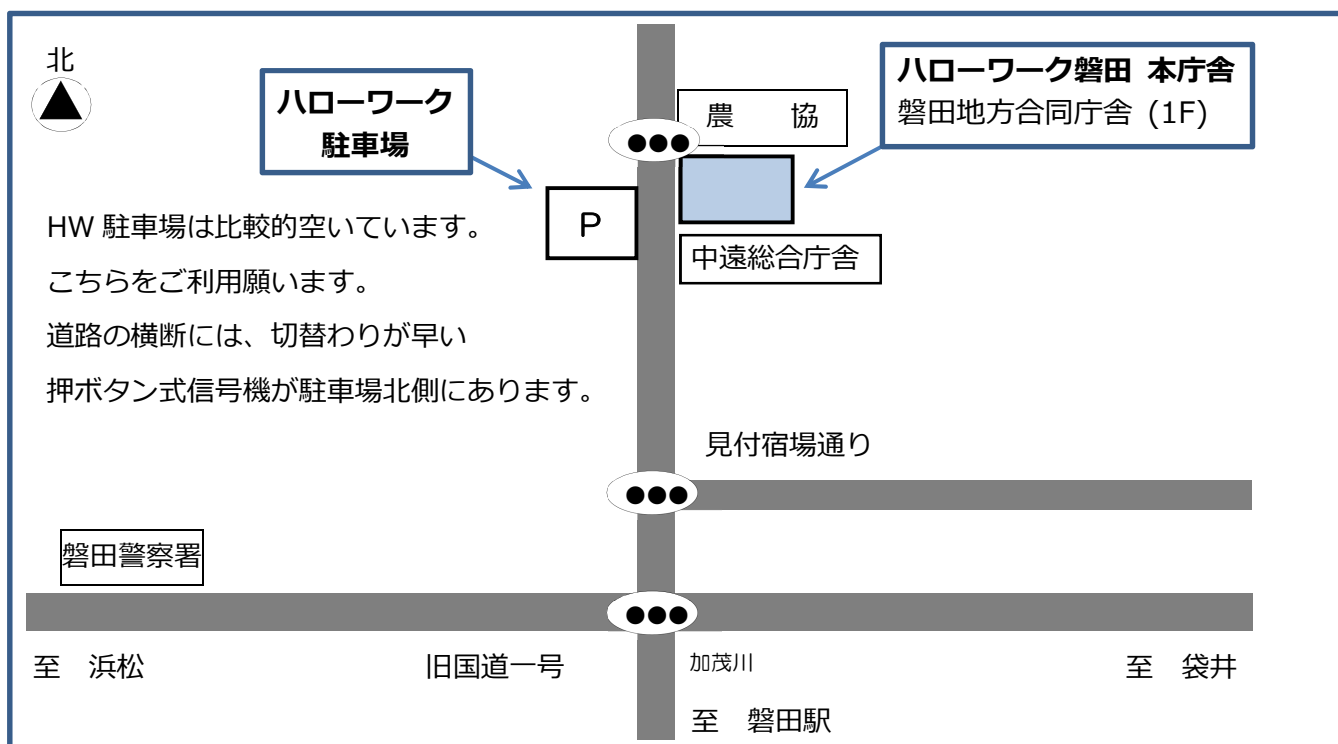 北
ハローワーク
駐車場
農　協
ハローワーク磐田 本庁舎
磐田地方合同庁舎 (1F)
P
中遠総合庁舎
HW 駐車場は比較的空いています。
こちらをご利用願います。
道路の横断には、切替わりが早い
押ボタン式信号機が駐車場北側にあります。
見付宿場通り
磐田警察署
至　浜松
旧国道一号
加茂川
至　袋井
至　磐田駅